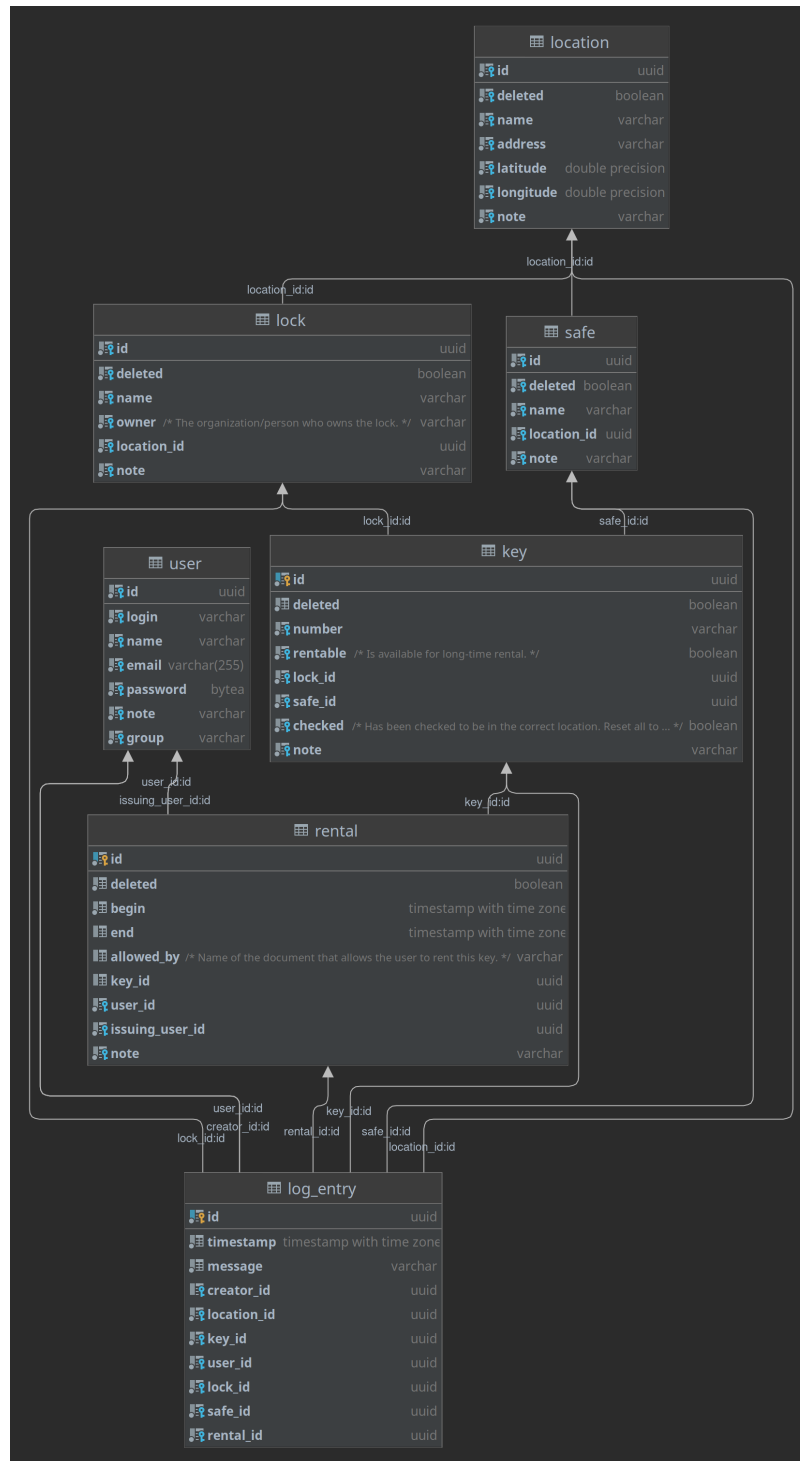 location
id uuid
deleted boolean
name varchar
address varchar
latitude double precision
longitude double precision
note varchar
location_id:id
location_id:id
lock
id uuid
deleted boolean
name varchar
owner /* The organization/person who owns the lock. */ varchar
location_id uuid
note varchar
safe
id uuid
deleted boolean
name varchar
location_id uuid
note varchar
lock_id:id
safe_id:id
user
id uuid
login varchar
name varchar
email varchar(255)
password bytea
note varchar
group varchar
key
id uuid
deleted boolean
number varchar
rentable /* Is available for long-time rental. */ boolean
lock_id uuid
safe_id uuid
checked /* Has been checked to be in the correct location. Reset all to ... */ boolean
note varchar
user_id:id
issuing_user_id:id
key_id:id
rental
id uuid
deleted boolean
begin timestamp with time zone
end timestamp with time zone
allowed_by /* Name of the document that allows the user to rent this key. */ varchar
key_id uuid
user_id uuid
issuing_user_id uuid
note varchar
user_id:id
creator_id:id
lock_id:id
rental_id:id
key_id:id
safe_id:id
location_id:id
log_entry
id uuid
timestamp timestamp with time zone
message varchar
creator_id uuid
location_id uuid
key_id uuid
user_id uuid
lock_id uuid
safe_id uuid
rental_id uuid